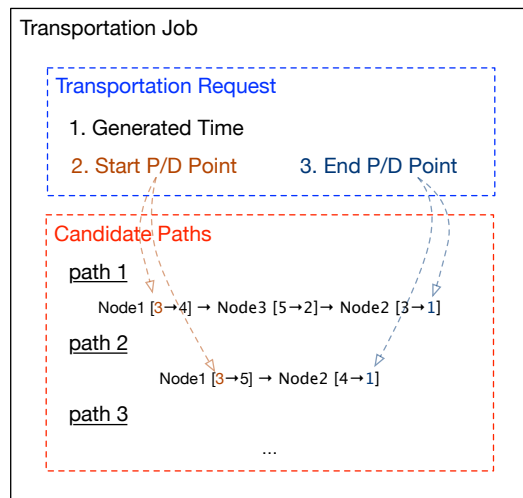 Transportation Job
Transportation Request
1. Generated Time
2. Start P/D Point 3. End P/D Point
Candidate Paths
path 1
Node1 [3→4] → Node3 [5→2]→ Node2 [3→1]
path 2
Node1 [3→5] → Node2 [4→1]
path 3
...